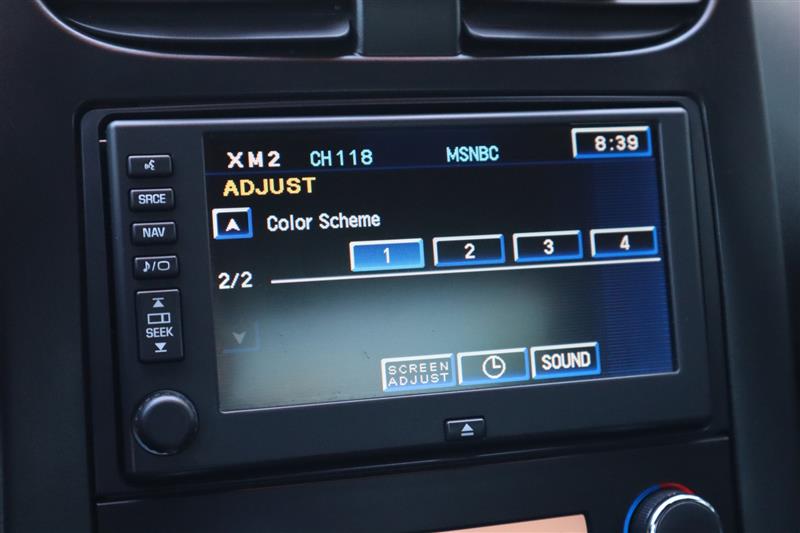 XM2 CH118 MSNBC 8:39
ADJUST
Color Scheme
1 2 3 4
2/2
SCREEN ADJUST SOUND
SRCE
NAV
SEEK